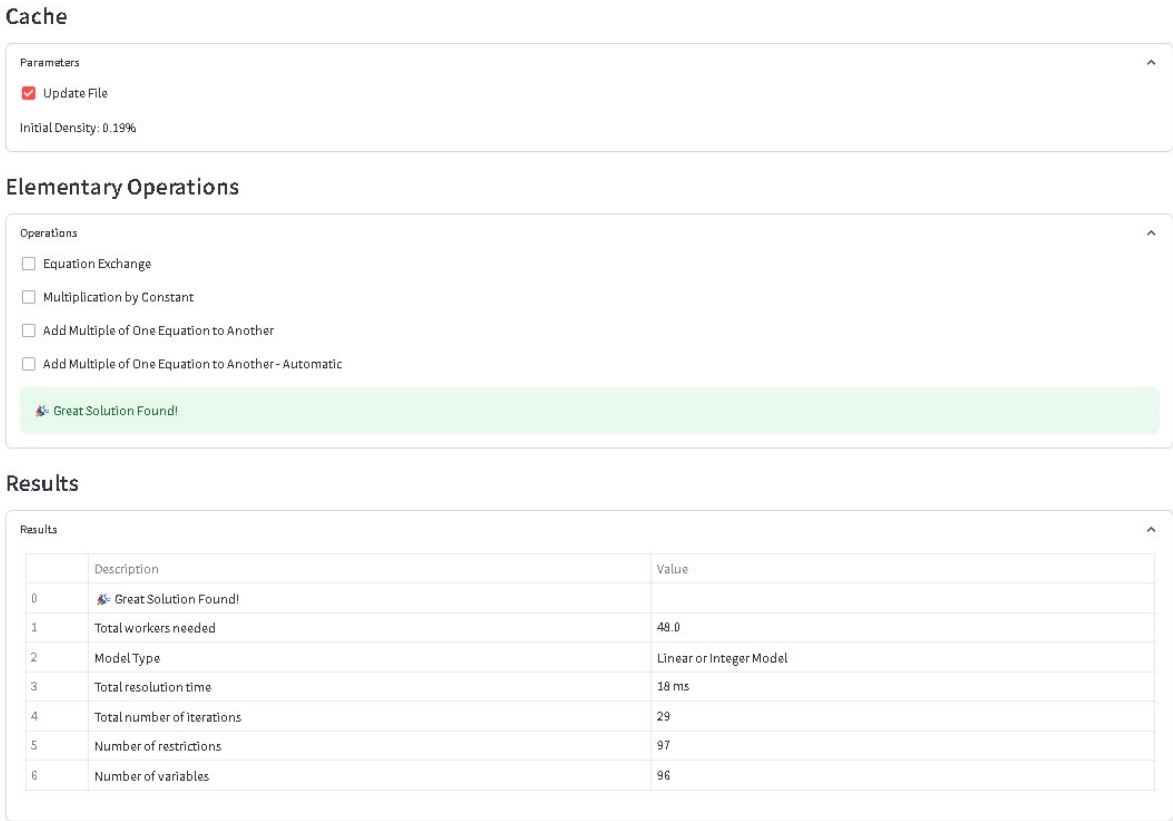 Cache
Parameters
Update File
Initial Density: 0.19%
Elementary Operations
Operations
Equation Exchange
Multiplication by Constant
Add Multiple of One Equation to Another
Add Multiple of One Equation to Another - Automatic
🎉 Great Solution Found!
Results
Results
Description Value
0 🎉 Great Solution Found!
1 Total workers needed 48.0
2 Model Type Linear or Integer Model
3 Total resolution time 18 ms
4 Total number of iterations 29
5 Number of restrictions 97
6 Number of variables 96